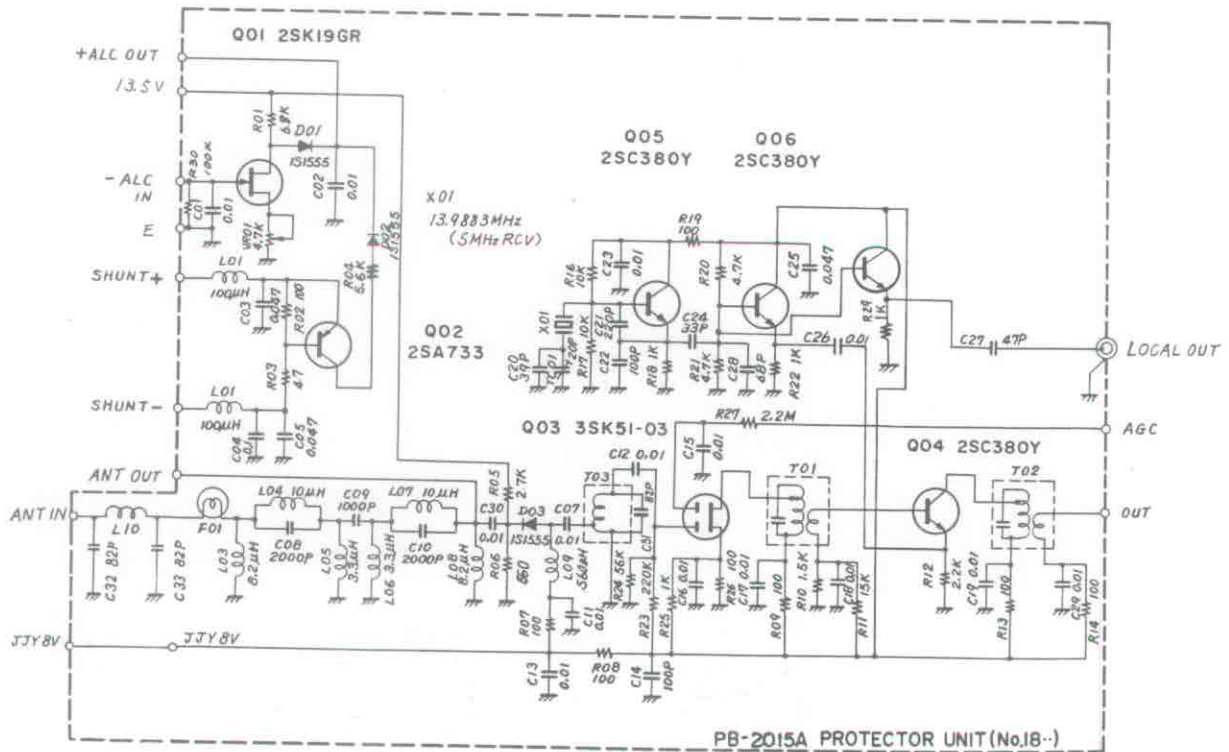 Q01 2SK19GR
+ALC OUT
13.5V
R01
6.8K
D01
1S1555
Q05
2SC380Y
Q06
2SC380Y
R30
100K
-ALC
IN
C01
0.01
C02
0.01
E
VR01
4.7K
X01
13.9883MHz
(5MHz RCV)
D02
1S1555
R04
5.6K
SHUNT+
L01
100μH
C03
0.047
R02 100
Q02
2SA733
R03
47
SHUNT-
L01
100μH
C04
C05
0.047
R19
100
R16
10K
C23
0.01
R20
4.7K
C25
0.047
X01
C21
220P
C24
33P
R29
1K
C26
0.01
C27 47P
LOCAL OUT
C20
39P
TC01
20P
R17
10K
C22
100P
R18 1K
R21
4.7K
C28
68P
R22 1K
R27
2.2M
AGC
Q03 3SK51-03
C15
0.01
Q04 2SC380Y
ANT OUT
C12 0.01
T03
82P
C31
T01
T02
ANT IN
L10
F01
L04 10μH
C08
2000P
C09
1000P
L07 10μH
C10
2000P
C30
0.01
R05
2.7K
D03
1S1555
C07
0.01
OUT
C32 82P
C33 82P
L03
8.2μH
L05
3.3μH
L06 3.3μH
L08
8.2μH
R06
560
L09
560μH
R24 56K
220K
R23
R25
1K
C16 0.01
100
R26
C17 0.01
100
R09
1.5K
R10
C18 0.01
15K
R11
R12
2.2K
C19 0.01
100
R13
C29 0.01
100
R14
R07
100
C11
0.01
JJY8V
JJY 8V
C13
0.01
R08
100
C14
100P
PB-2015A PROTECTOR UNIT (No.18··)